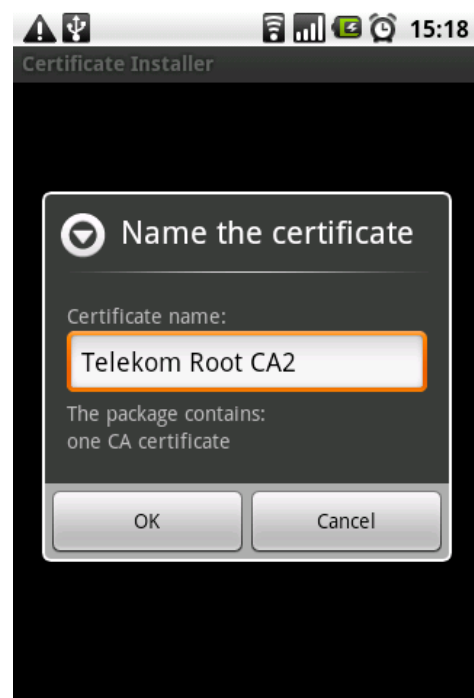 15:18
Certificate Installer
Name the certificate
Certificate name:
Telekom Root CA2
The package contains:
one CA certificate
OK
Cancel